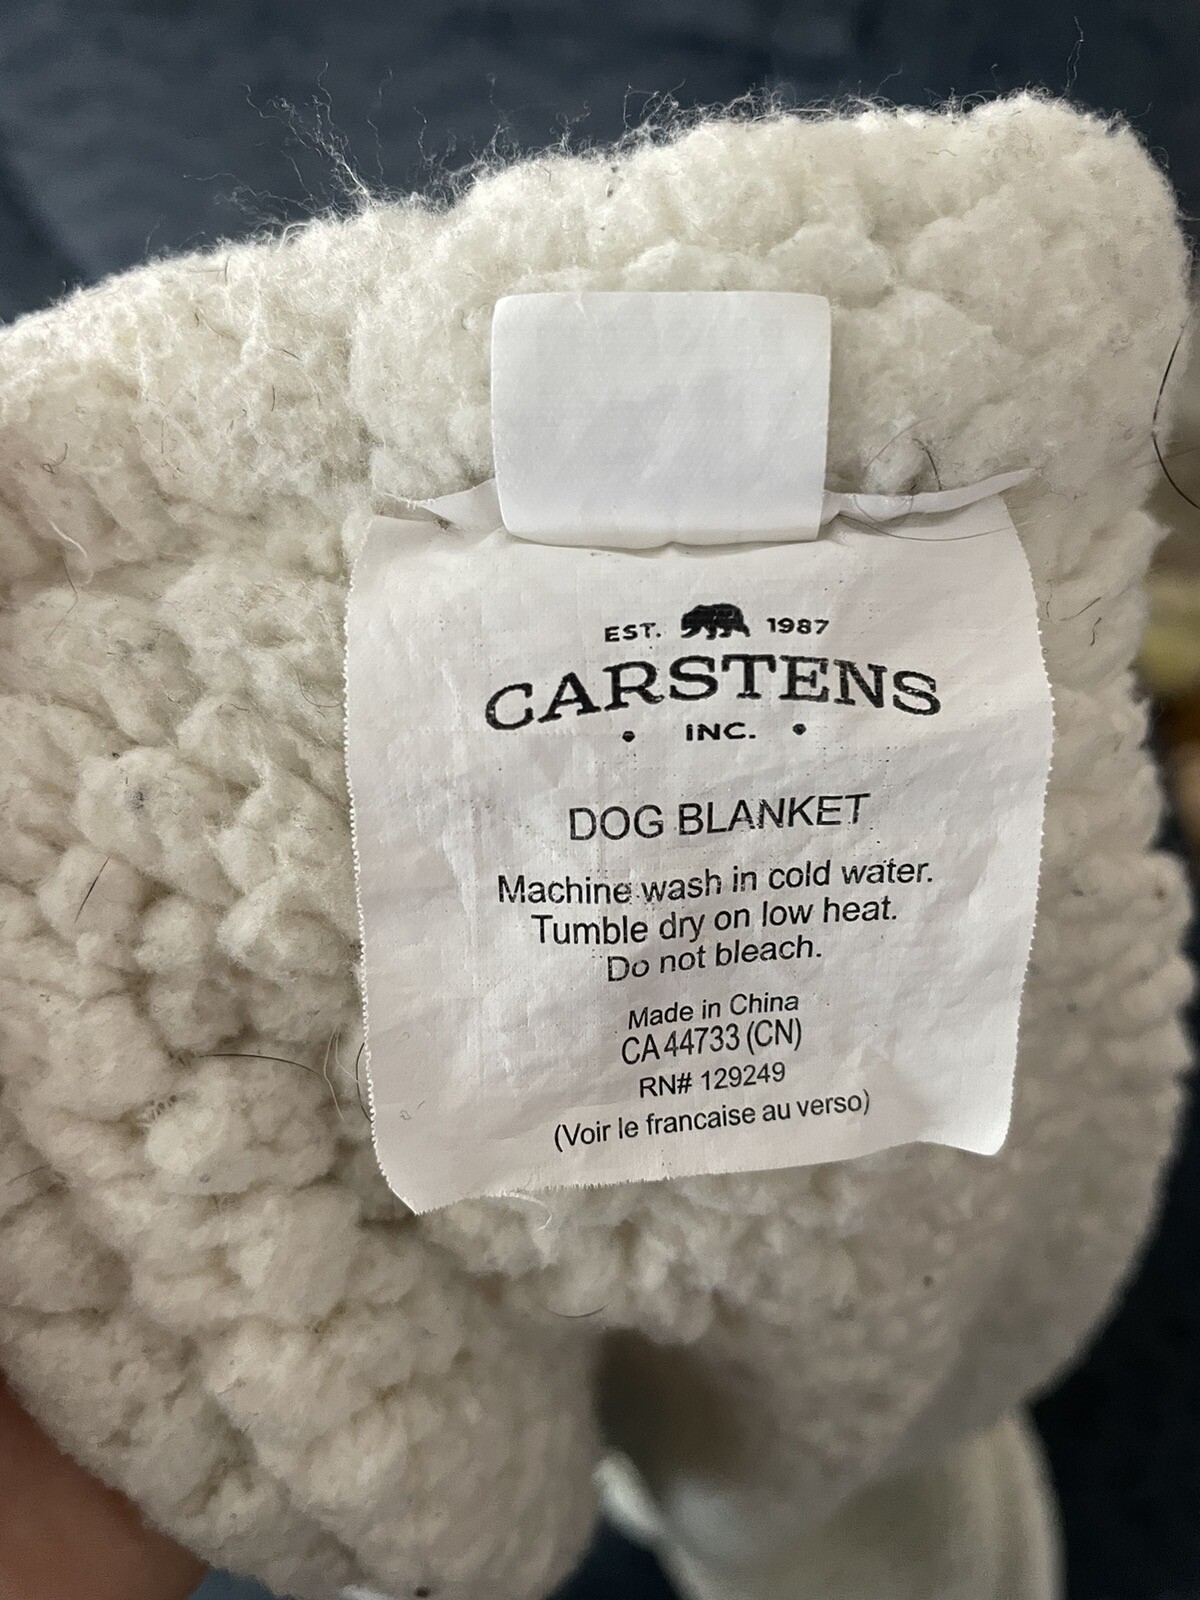 EST. 1987
CARSTENS
• INC. •
DOG BLANKET
Machine wash in cold water.
Tumble dry on low heat.
Do not bleach.
Made in China
CA 44733 (CN)
RN# 129249
(Voir le francaise au verso)